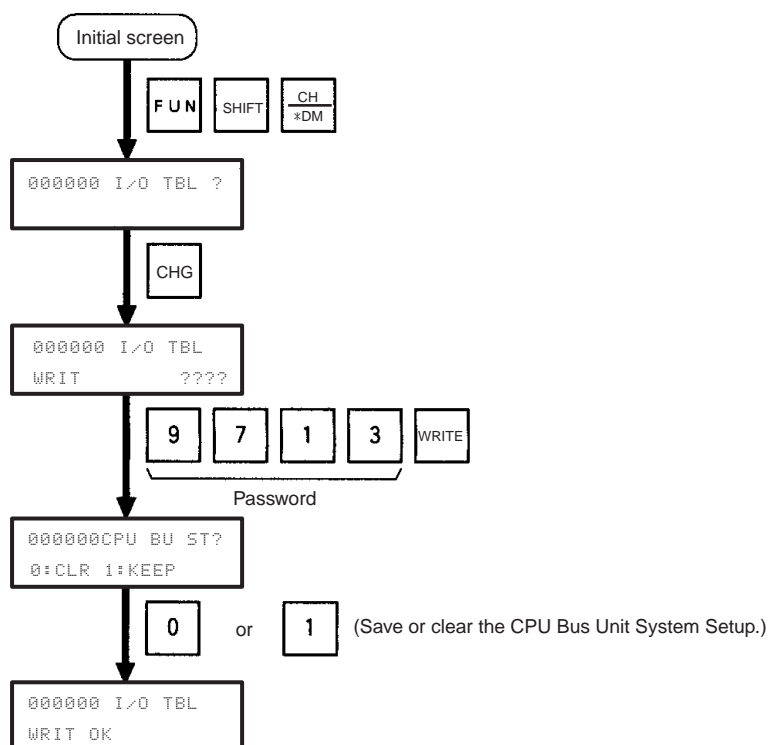 Initial screen
FUN SHIFT CH
*DM
000000 I/O TBL ?
CHG
000000 I/O TBL
WRIT ????
9 7 1 3 WRITE
Password
000000CPU BU ST?
0:CLR 1:KEEP
0 or 1 (Save or clear the CPU Bus Unit System Setup.)
000000 I/O TBL
WRIT OK